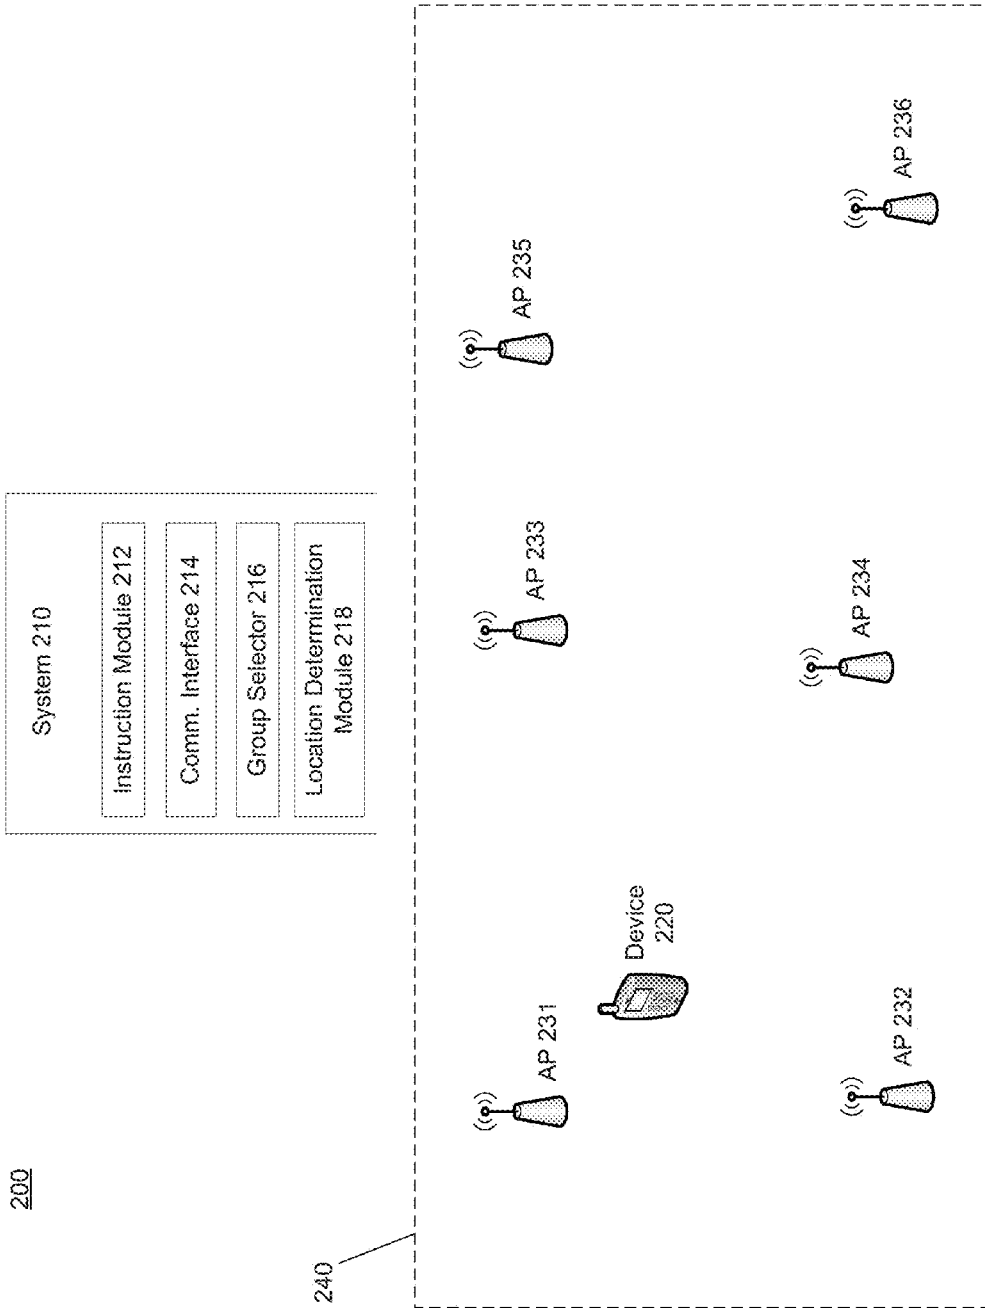 200
System 210
Instruction Module 212
Comm. Interface 214
Group Selector 216
Location Determination
Module 218
240
AP 231
AP 233
AP 235
Device
220
AP 232
AP 234
AP 236